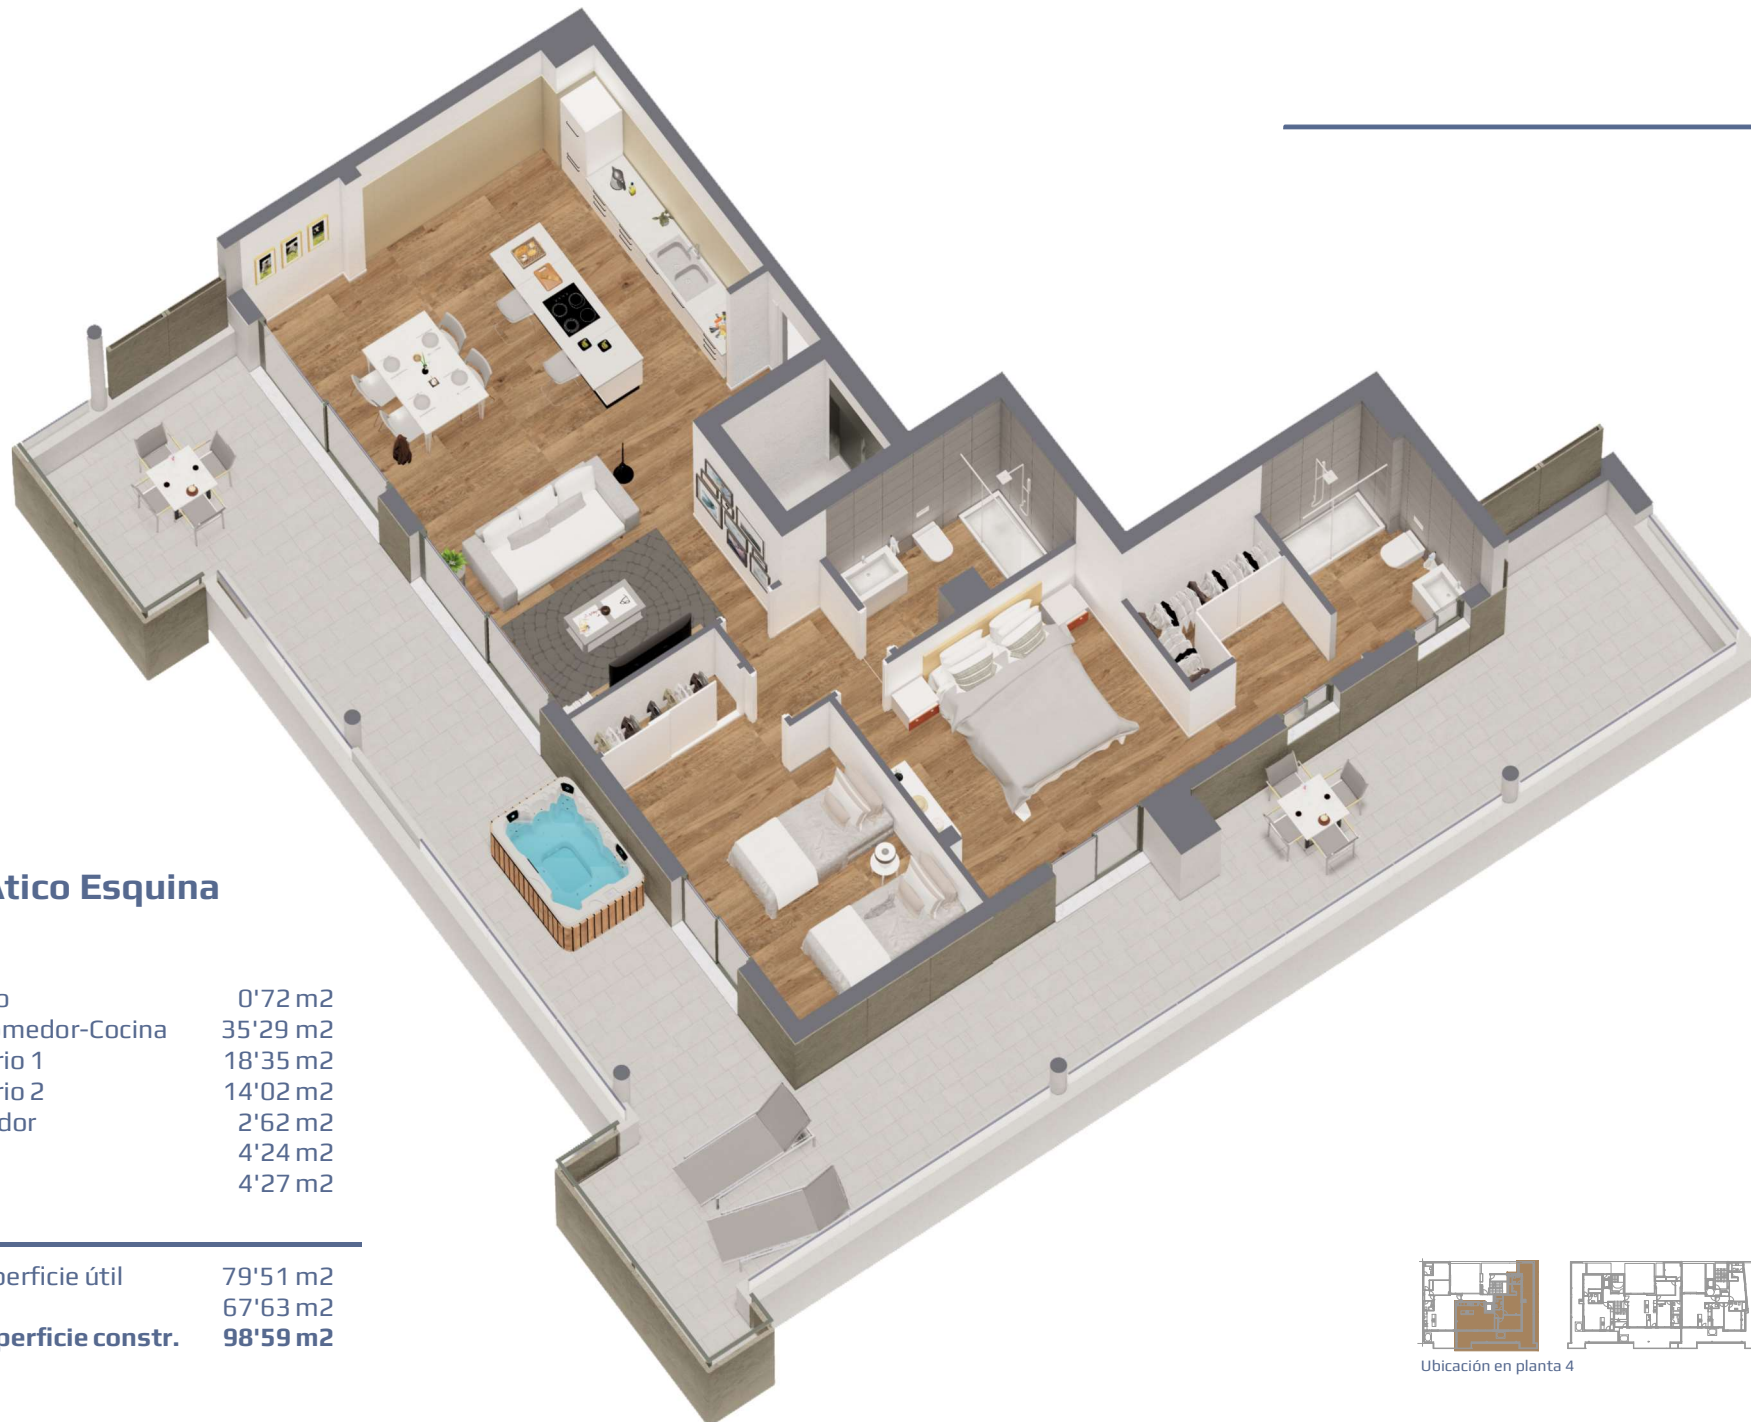 Ático Esquina
o 0'72 m2
medor-Cocina 35'29 m2
rio 1 18'35 m2
rio 2 14'02 m2
dor 2'62 m2
4'24 m2
4'27 m2
perficie útil 79'51 m2
67'63 m2
perficie constr. 98'59 m2
Ubicación en planta 4